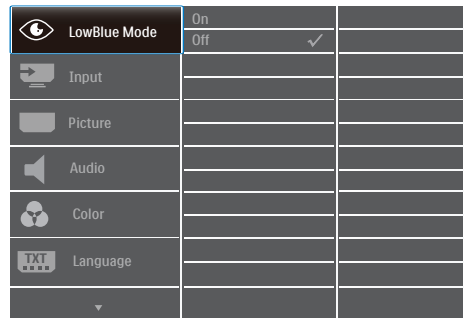 LowBlue Mode
On
Off
Input
Picture
Audio
Color
TXT
Language